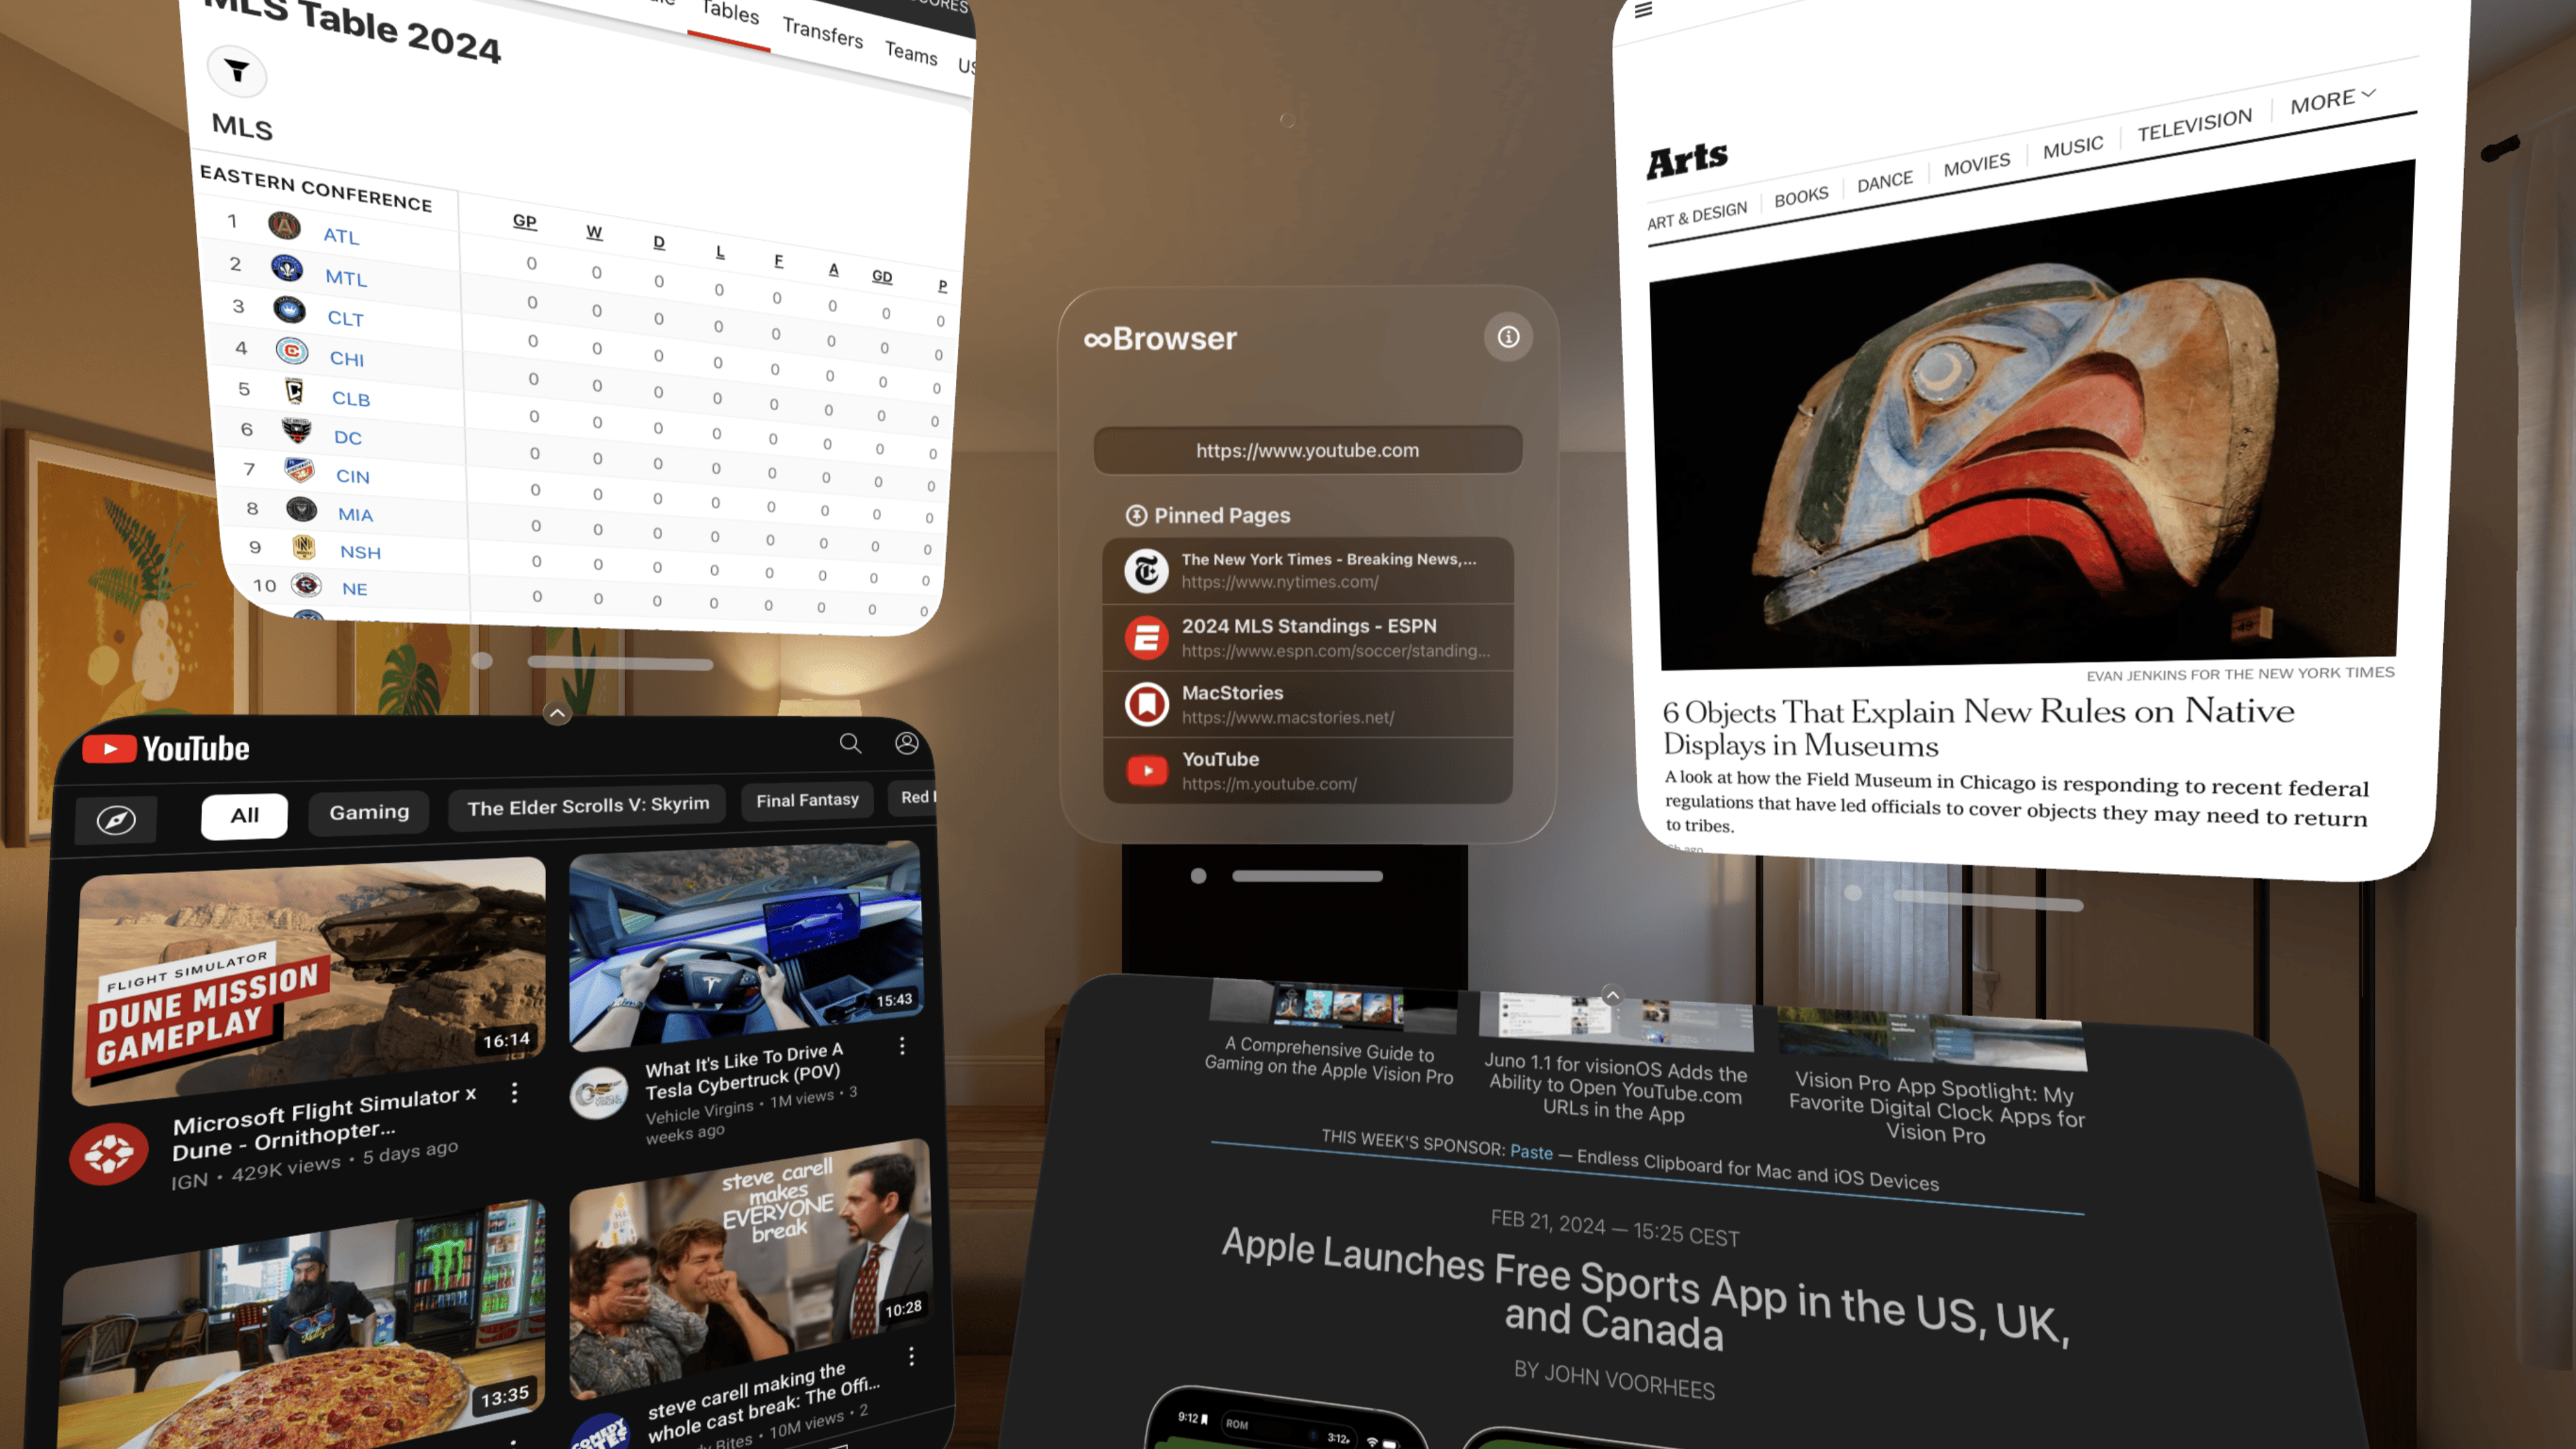 MLS Table 2024
Tables
Transfers
Teams
MLS
EASTERN CONFERENCE
GP W D L F A GD P
1 ATL 0 0 0 0 0 0 0 0
2 MTL 0 0 0 0 0 0 0 0
3 CLT 0 0 0 0 0 0 0 0
4 CHI 0 0 0 0 0 0 0 0
5 CLB 0 0 0 0 0 0 0 0
6 DC 0 0 0 0 0 0 0 0
7 CIN 0 0 0 0 0 0 0 0
8 MIA 0 0 0 0 0 0 0 0
9 NSH 0 0 0 0 0 0 0 0
10 NE 0 0 0 0 0 0 0 0
YouTube
All
Gaming
The Elder Scrolls V: Skyrim
Final Fantasy
Red
FLIGHT SIMULATOR
DUNE MISSION
GAMEPLAY
16:14
Microsoft Flight Simulator x
Dune - Ornithopter...
IGN • 429K views • 5 days ago
15:43
What It's Like To Drive A
Tesla Cybertruck (POV)
Vehicle Virgins • 1M views • 3
weeks ago
13:35
steve carell
makes
EVERYONE
break
10:28
steve carell making the
whole cast break: The Offi...
Bites • 10M views • 2
∞Browser
https://www.youtube.com
Pinned Pages
The New York Times - Breaking News,...
https://www.nytimes.com/
2024 MLS Standings - ESPN
https://www.espn.com/soccer/standing...
MacStories
https://www.macstories.net/
YouTube
https://m.youtube.com/
Arts
ART & DESIGN
BOOKS
DANCE
MOVIES
MUSIC
TELEVISION
MORE
49
EVAN JENKINS FOR THE NEW YORK TIMES
6 Objects That Explain New Rules on Native
Displays in Museums
A look at how the Field Museum in Chicago is responding to recent federal
regulations that have led officials to cover objects they may need to return
to tribes.
A Comprehensive Guide to
Gaming on the Apple Vision Pro
Juno 1.1 for visionOS Adds the
Ability to Open YouTube.com
URLs in the App
Vision Pro App Spotlight: My
Favorite Digital Clock Apps for
Vision Pro
THIS WEEK'S SPONSOR: Paste — Endless Clipboard for Mac and iOS Devices
FEB 21, 2024 — 15:25 CEST
Apple Launches Free Sports App in the US, UK,
and Canada
BY JOHN VOORHEES
9:12
ROM
3:12